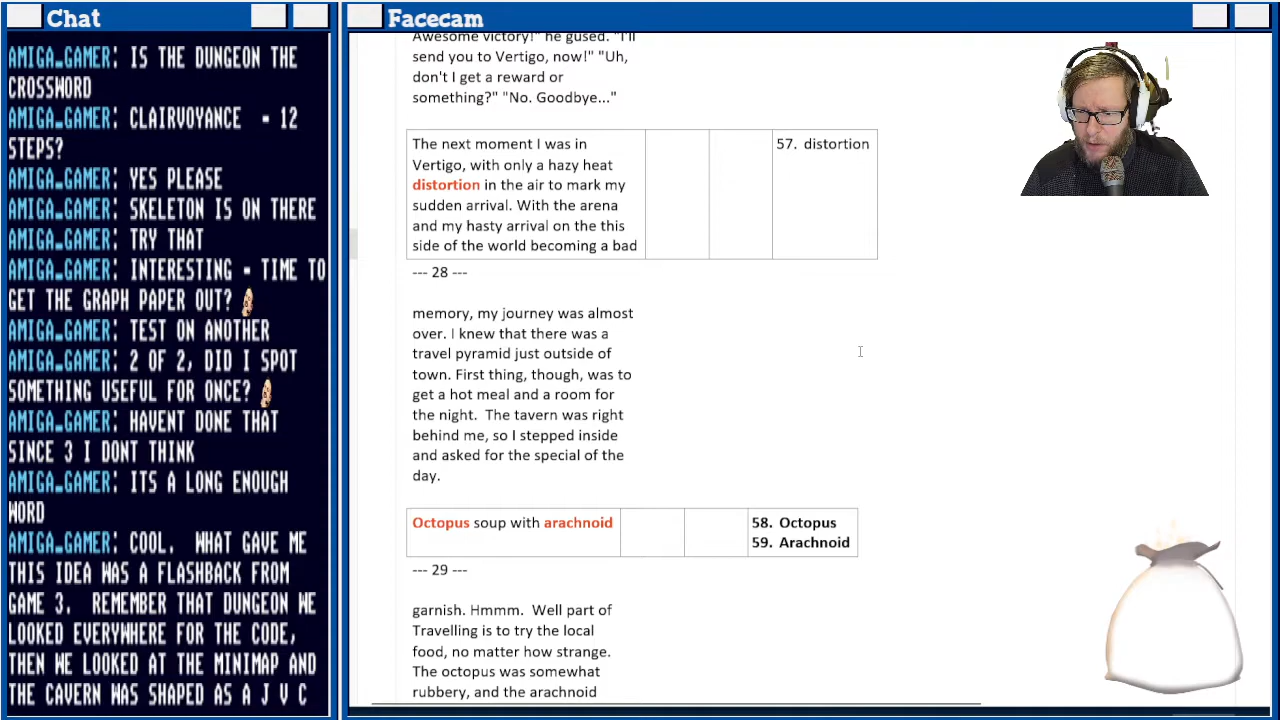 Chat
AMIGA_GAMER: IS THE DUNGEON THE
CROSSWORD
AMIGA_GAMER: CLAIRVOYANCE - 12
STEPS?
AMIGA_GAMER: YES PLEASE
AMIGA_GAMER: SKELETON IS ON THERE
AMIGA_GAMER: TRY THAT
AMIGA_GAMER: INTERESTING - TIME TO
GET THE GRAPH PAPER OUT?
AMIGA_GAMER: TEST ON ANOTHER
AMIGA_GAMER: 2 OF 2, DID I SPOT
SOMETHING USEFUL FOR ONCE?
AMIGA_GAMER: HAVENT DONE THAT
SINCE 3 I DONT THINK
AMIGA_GAMER: ITS A LONG ENOUGH
WORD
AMIGA_GAMER: COOL. WHAT GAVE ME
THIS IDEA WAS A FLASHBACK FROM
GAME 3. REMEMBER THAT DUNGEON WE
LOOKED EVERYWHERE FOR THE CODE,
THEN WE LOOKED AT THE MINIMAP AND
THE CAVERN WAS SHAPED AS A J V C
Facecam
Awesome victory!" he gused. "I'll
send you to Vertigo, now!" "Uh,
don't I get a reward or
something?" "No. Goodbye..."
The next moment I was in
Vertigo, with only a hazy heat
distortion in the air to mark my
sudden arrival. With the arena
and my hasty arrival on the this
side of the world becoming a bad
57. distortion
--- 28 ---
memory, my journey was almost
over. I knew that there was a
travel pyramid just outside of
town. First thing, though, was to
get a hot meal and a room for
the night. The tavern was right
behind me, so I stepped inside
and asked for the special of the
day.
Octopus soup with arachnoid
58. Octopus
59. Arachnoid
--- 29 ---
garnish. Hmmm. Well part of
Travelling is to try the local
food, no matter how strange.
The octopus was somewhat
rubbery, and the arachnoid